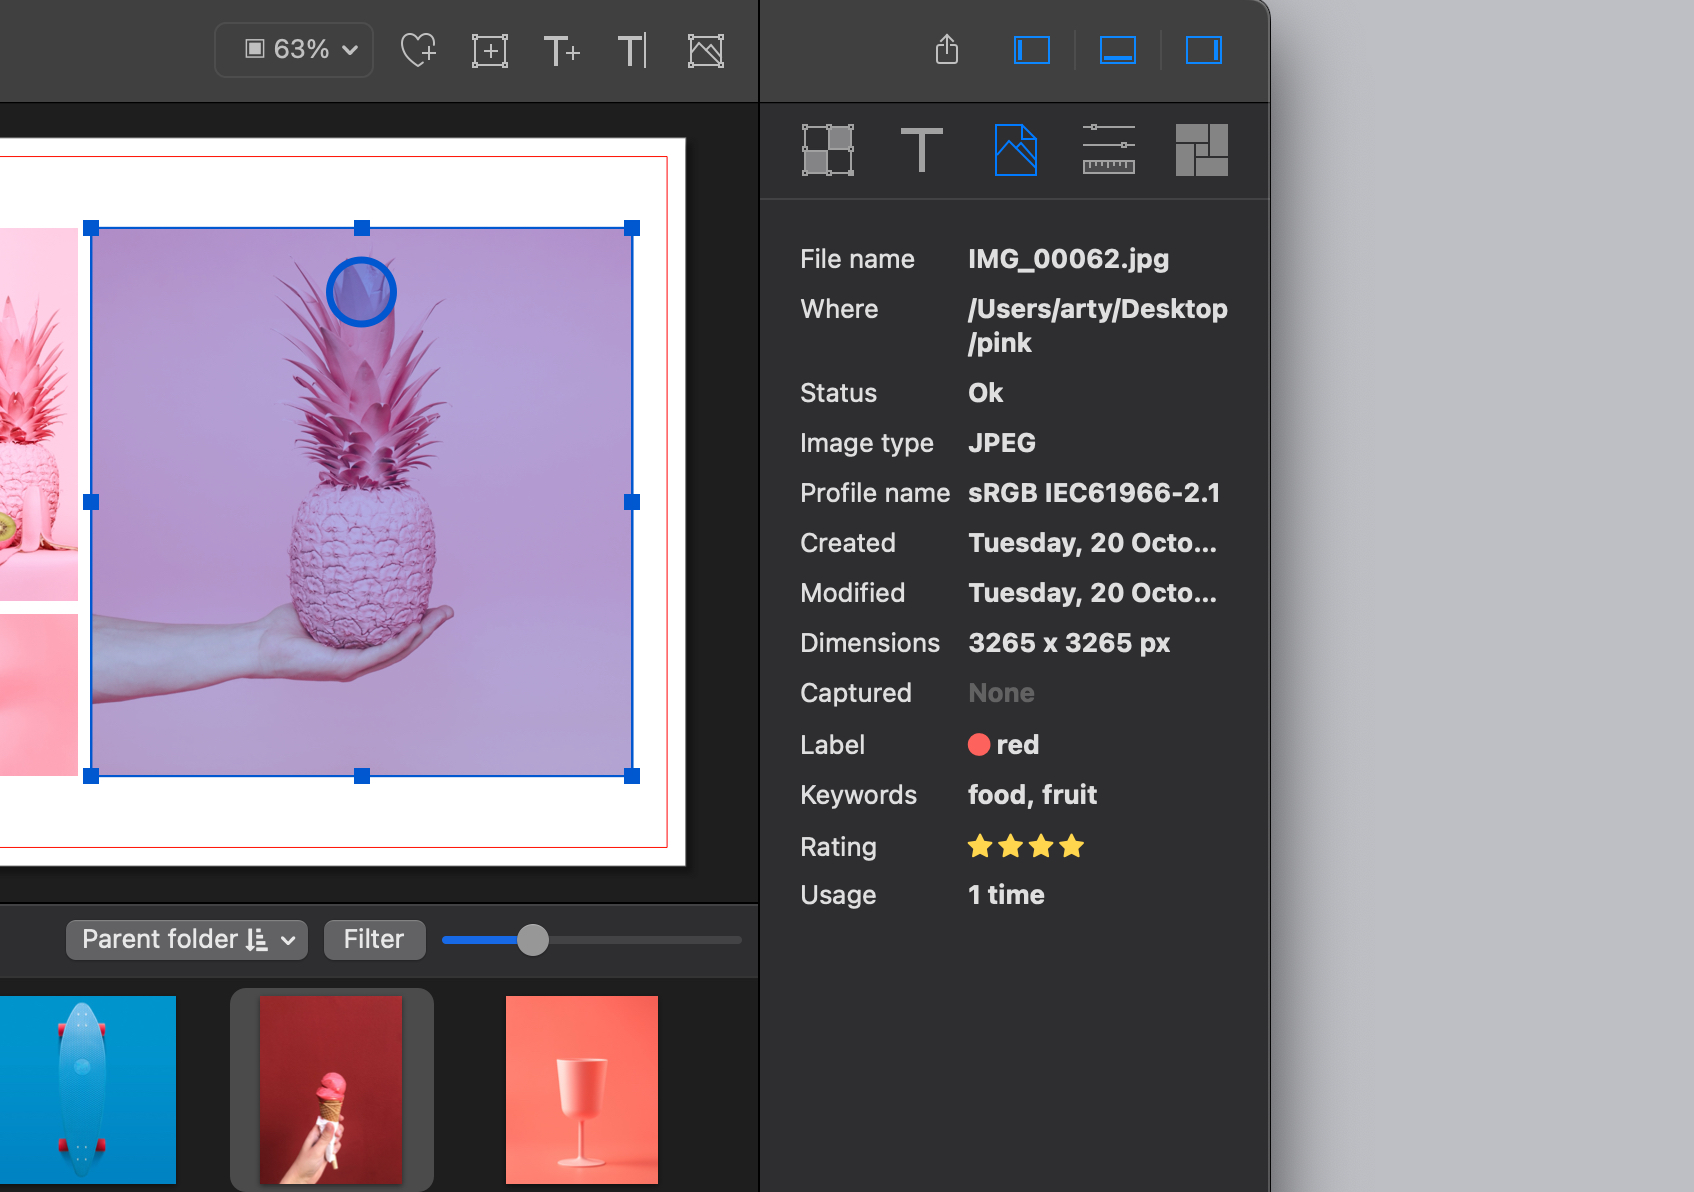 63%
File name IMG_00062.jpg
Where /Users/arty/Desktop
/pink
Status Ok
Image type JPEG
Profile name sRGB IEC61966-2.1
Created Tuesday, 20 Octo...
Modified Tuesday, 20 Octo...
Dimensions 3265 x 3265 px
Captured None
Label red
Keywords food, fruit
Rating
Usage 1 time
Parent folder Filter